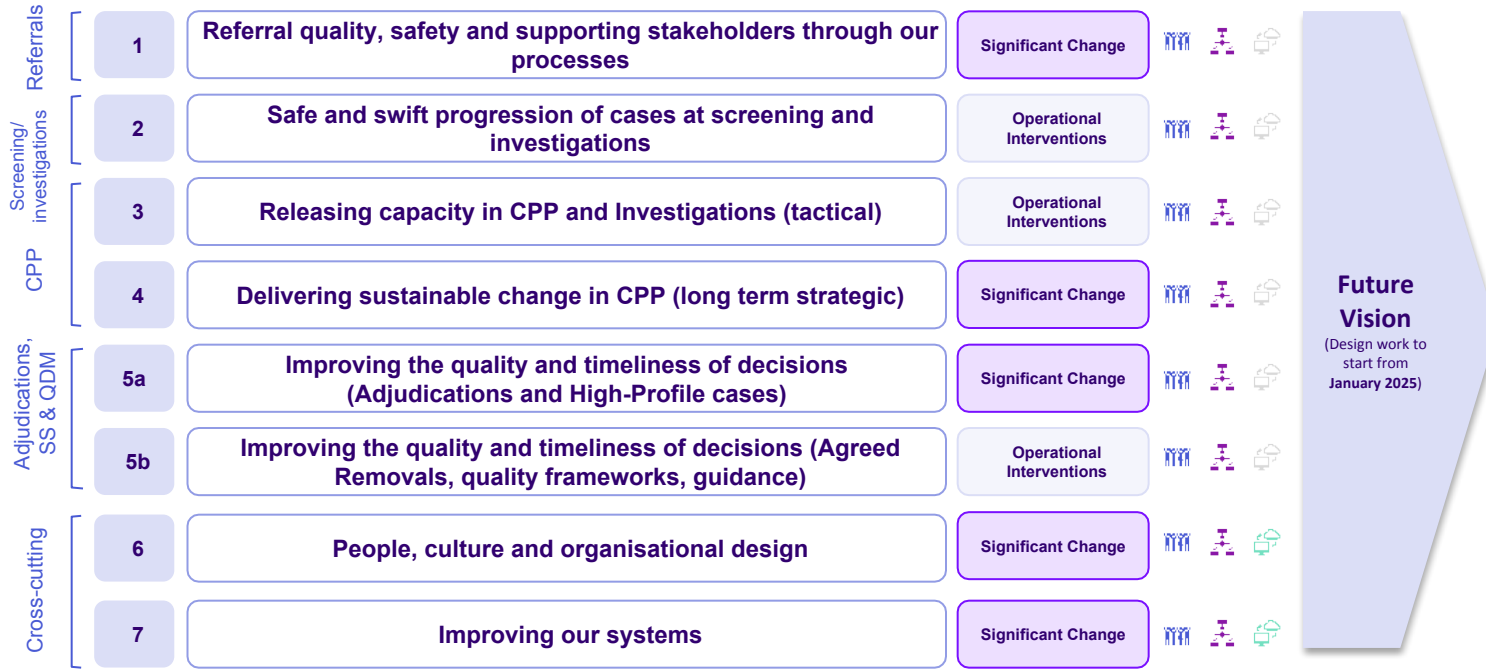 Referrals
1
Referral quality, safety and supporting stakeholders through our
processes
Significant Change
Screening/
investigations
2
Safe and swift progression of cases at screening and
investigations
Operational
Interventions
CPP
3
Releasing capacity in CPP and Investigations (tactical)
Operational
Interventions
4
Delivering sustainable change in CPP (long term strategic)
Significant Change
Adjudications,
SS & QDM
5a
Improving the quality and timeliness of decisions
(Adjudications and High-Profile cases)
Significant Change
5b
Improving the quality and timeliness of decisions (Agreed
Removals, quality frameworks, guidance)
Operational
Interventions
Cross-cutting
6
People, culture and organisational design
Significant Change
7
Improving our systems
Significant Change
Future
Vision
(Design work to
start from
January 2025)